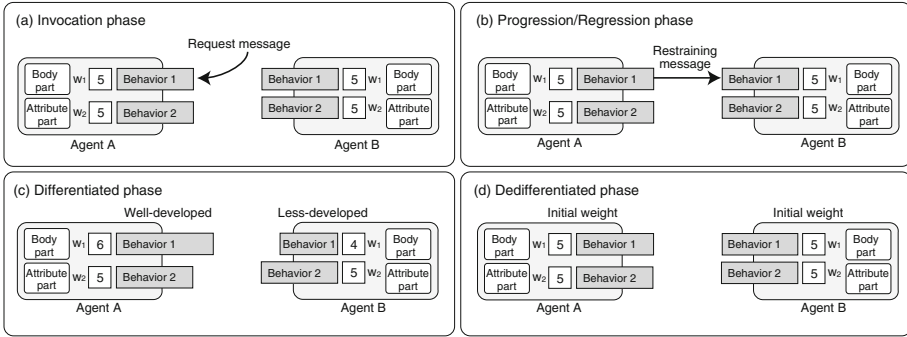 (a) Invocation phase
Request message
Body
part
w1 5 Behavior 1
Attribute
part
w2 5 Behavior 2
Agent A
Behavior 1 5 w1
Body
part
Behavior 2 5 w2
Attribute
part
Agent B
(b) Progression/Regression phase
Restraining
message
Body
part
w1 5 Behavior 1
Attribute
part
w2 5 Behavior 2
Agent A
Behavior 1 5 w1
Body
part
Behavior 2 5 w2
Attribute
part
Agent B
(c) Differentiated phase
Well-developed
Less-developed
Body
part
w1 6 Behavior 1
Attribute
part
w2 5 Behavior 2
Agent A
Behavior 1 4 w1
Body
part
Behavior 2 5 w2
Attribute
part
Agent B
(d) Dedifferentiated phase
Initial weight
Initial weight
Body
part
w1 5 Behavior 1
Attribute
part
w2 5 Behavior 2
Agent A
Behavior 1 5 w1
Body
part
Behavior 2 5 w2
Attribute
part
Agent B